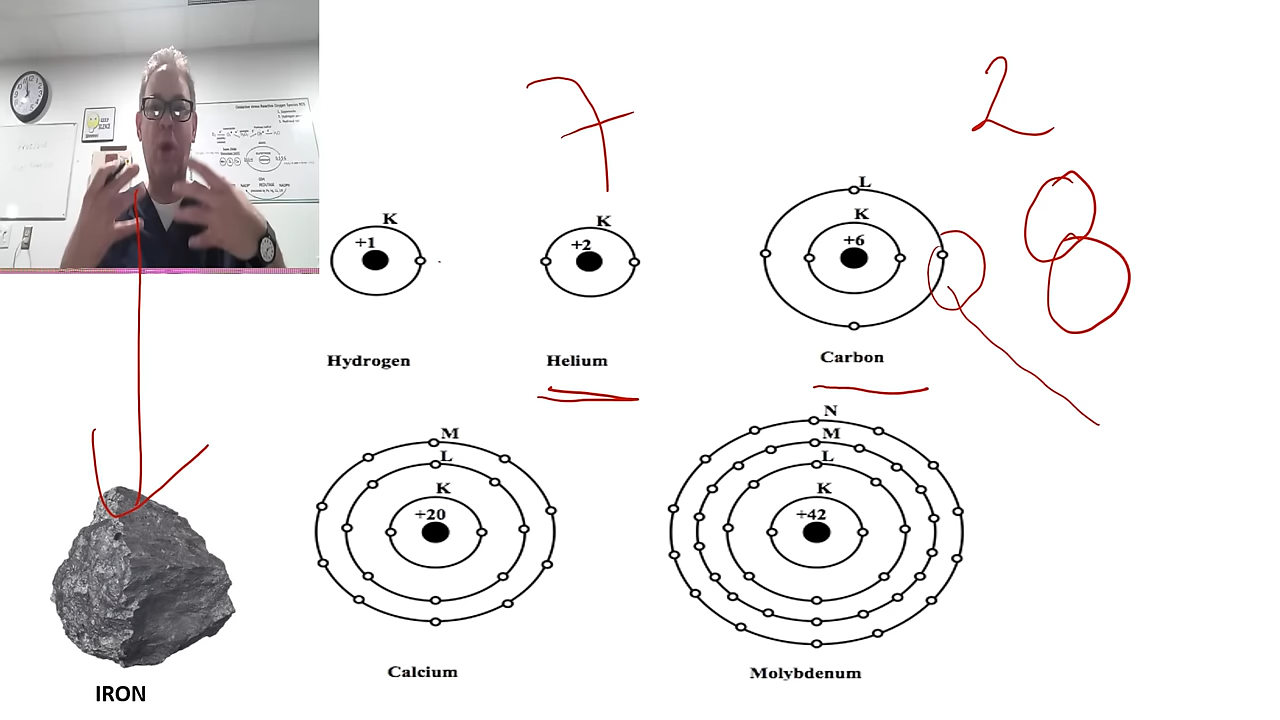 7
2
8
K
+1
Hydrogen
K
+2
Helium
L
K
+6
Carbon
M
L
K
+20
Calcium
N
M
L
K
+42
Molybdenum
IRON